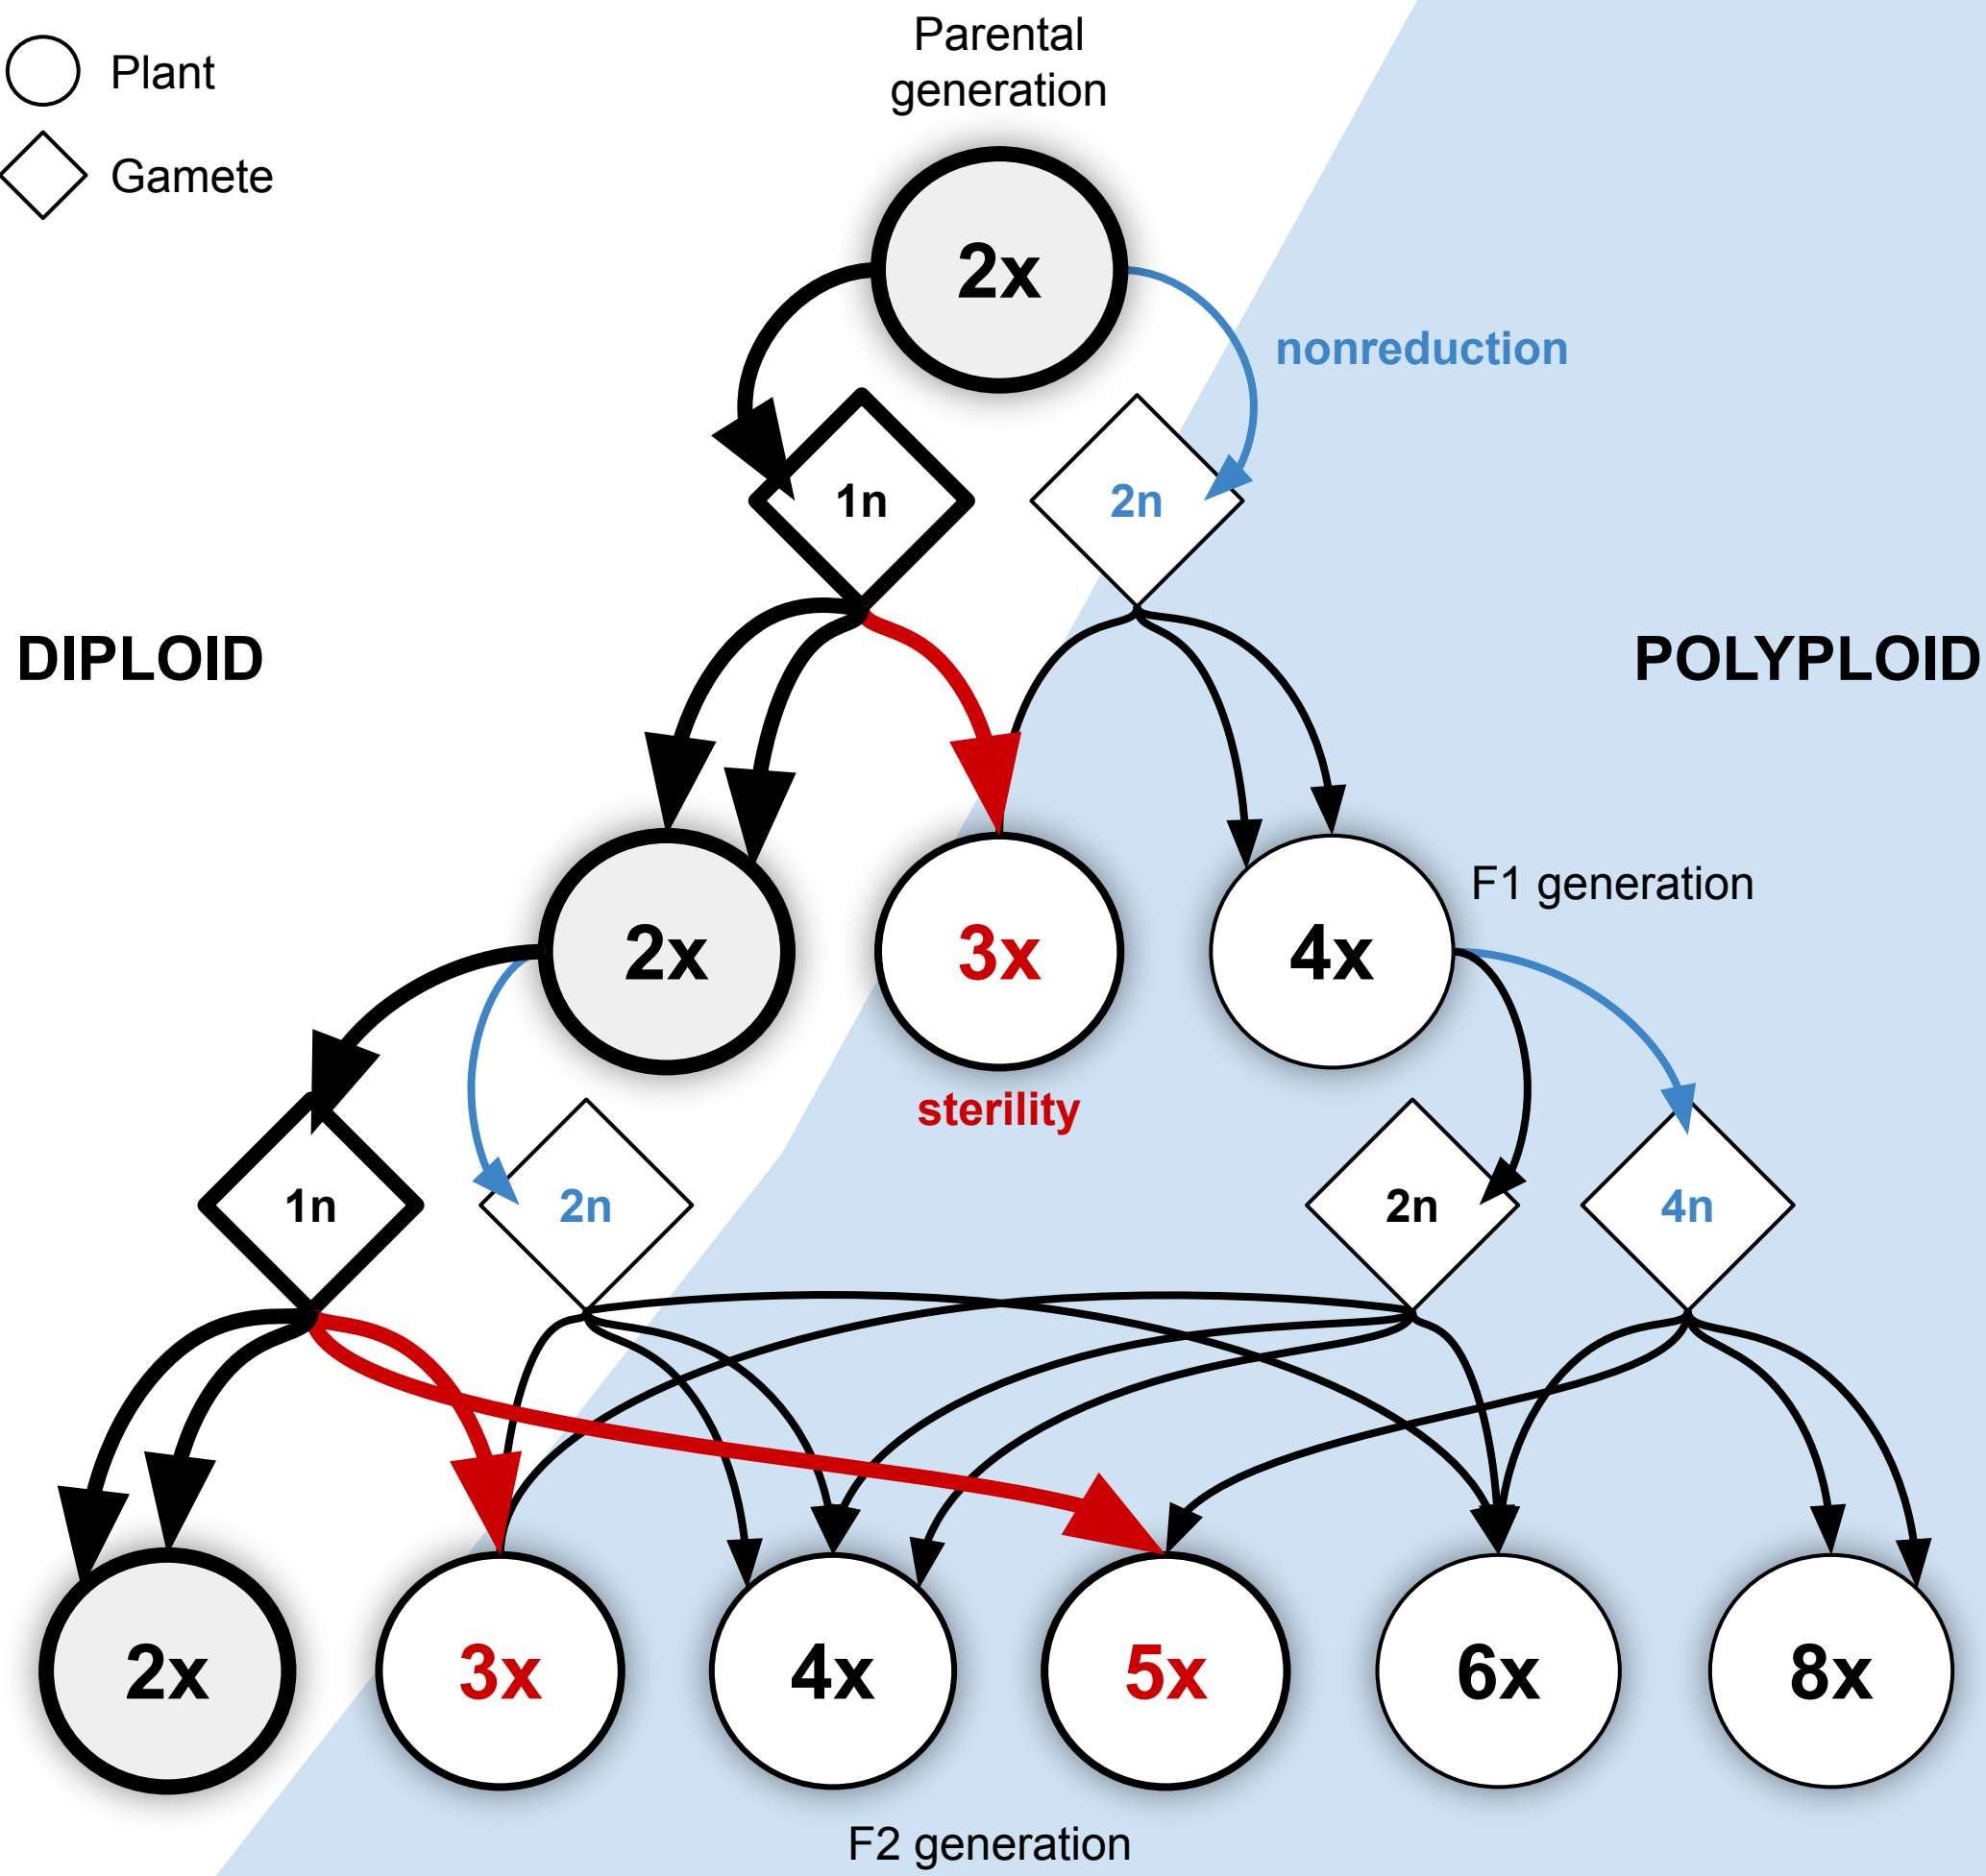 Parental
generation
Plant
Gamete
2x
nonreduction
1n
2n
DIPLOID
POLYPLOID
2x
3x
4x
F1 generation
sterility
1n
2n
2n
4n
2x
3x
4x
5x
6x
8x
F2 generation